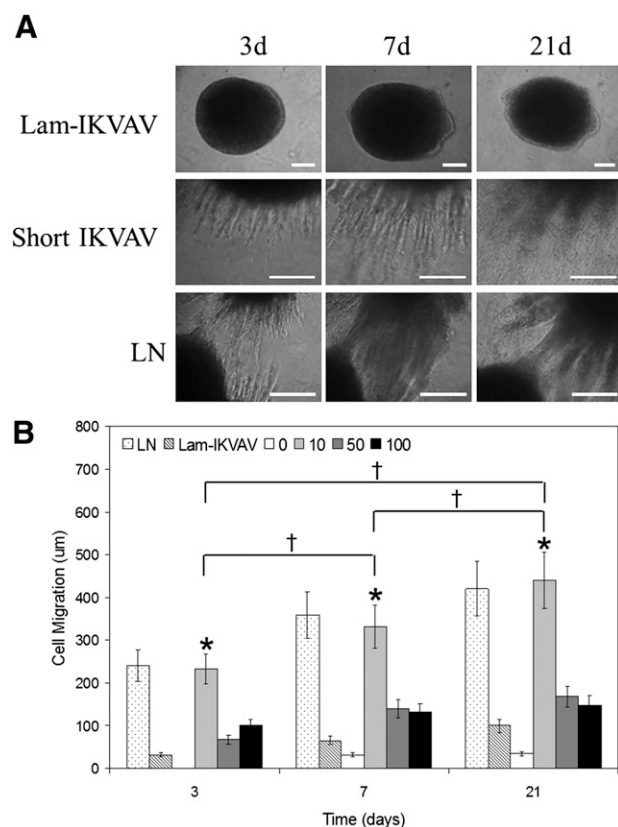 A
3d 7d 21d
Lam-IKVAV
Short IKVAV
LN
B
800
LN Lam-IKVAV 0 10 50 100
700
†
600
†
500
†
*
400
*
300
*
200
100
0
Cell Migration (um)
3 7 21
Time (days)